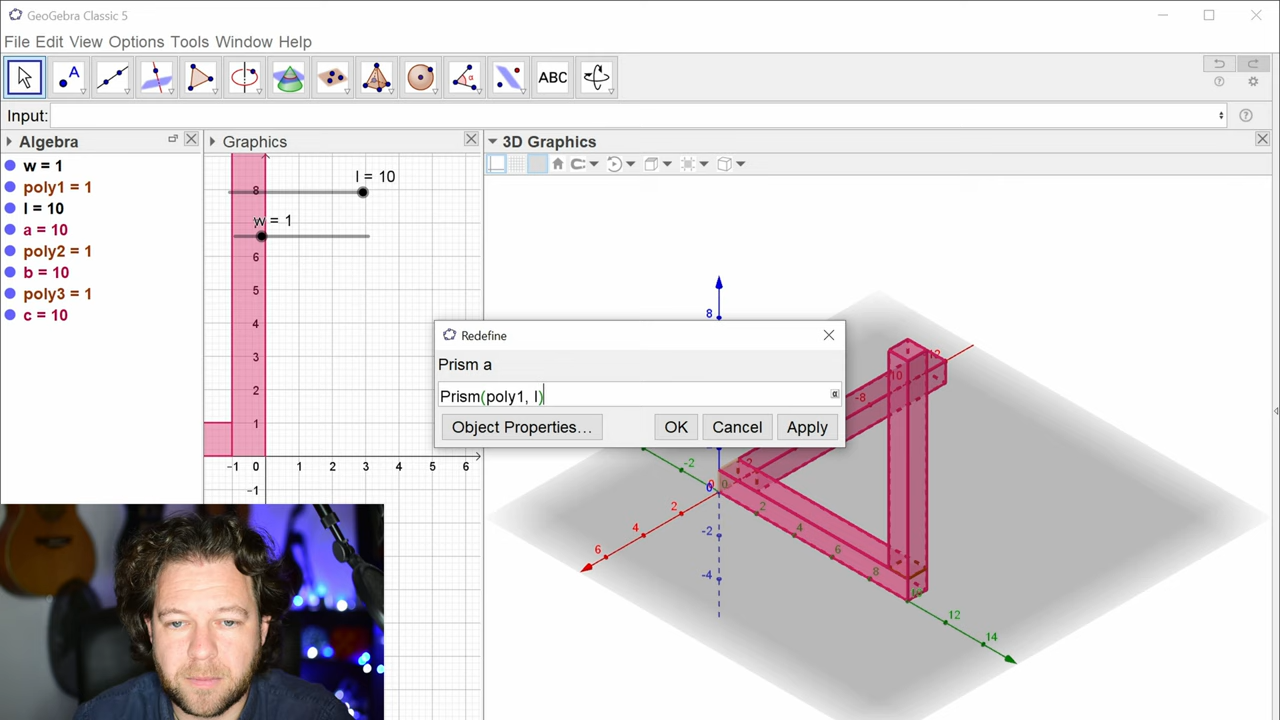 GeoGebra Classic 5
File Edit View Options Tools Window Help
A
α
ABC
Input:
Algebra
Graphics
3D Graphics
w = 1
poly1 = 1
l = 10
a = 10
poly2 = 1
b = 10
poly3 = 1
c = 10
l = 10
w = 1
8
6
5
4
3
2
1
−1 0 1 2 3 4 5 6
−1
Redefine
Prism a
Prism(poly1, l)
α
Object Properties…
OK
Cancel
Apply
8
-12
-10
-8
-2
0
2
4
6
2
4
6
8
12
14
-2
-4